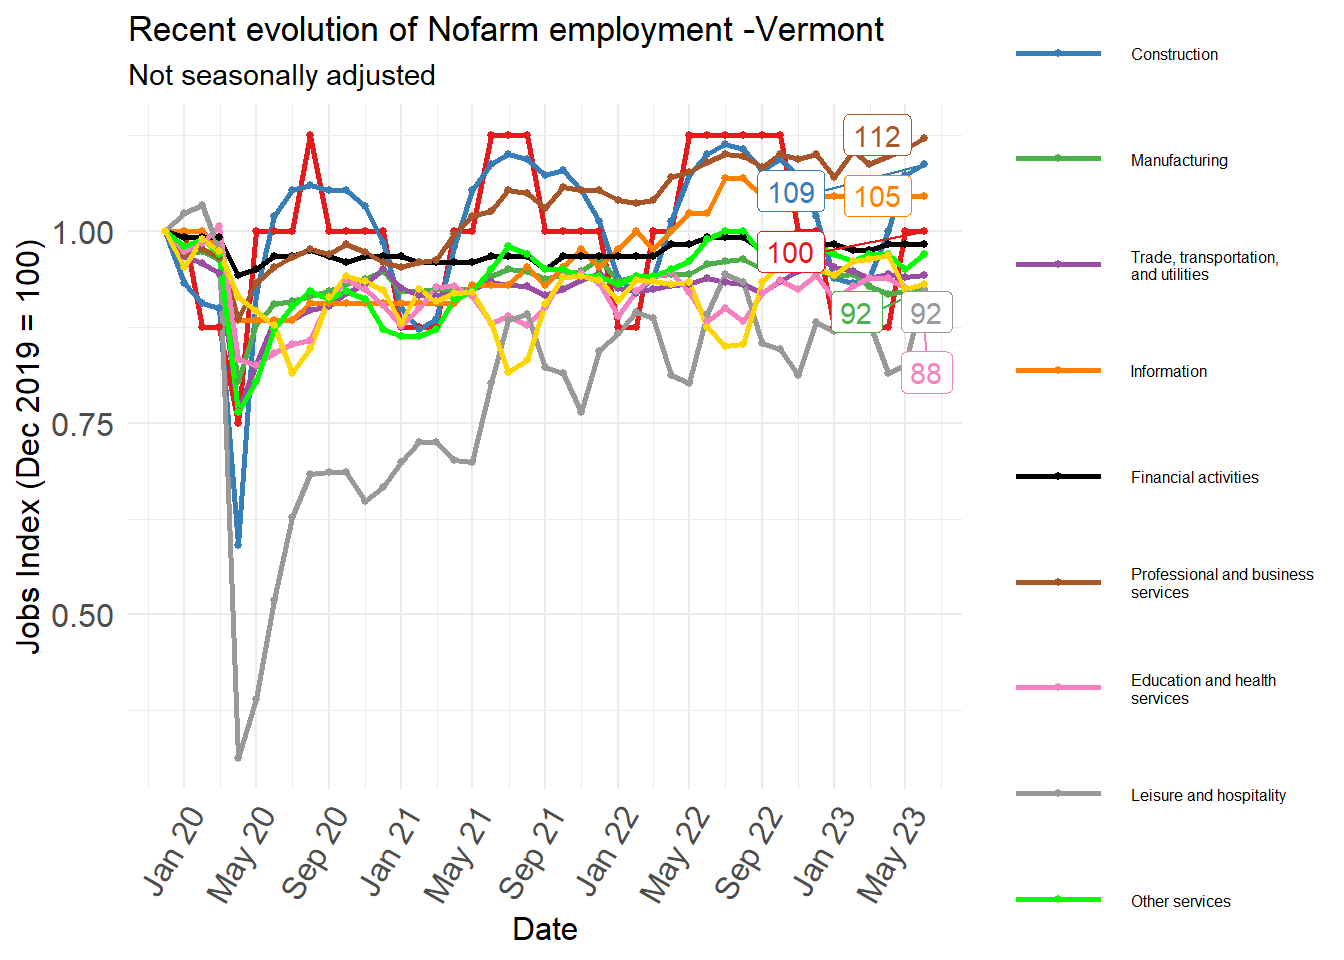 Recent evolution of Nofarm employment -Vermont
Not seasonally adjusted
Jobs Index (Dec 2019 = 100)
1.00
0.75
0.50
112
109
105
100
92
92
88
Jan 20
May 20
Sep 20
Jan 21
May 21
Sep 21
Jan 22
May 22
Sep 22
Jan 23
May 23
Date
Construction
Manufacturing
Trade, transportation,
and utilities
Information
Financial activities
Professional and business
services
Education and health
services
Leisure and hospitality
Other services